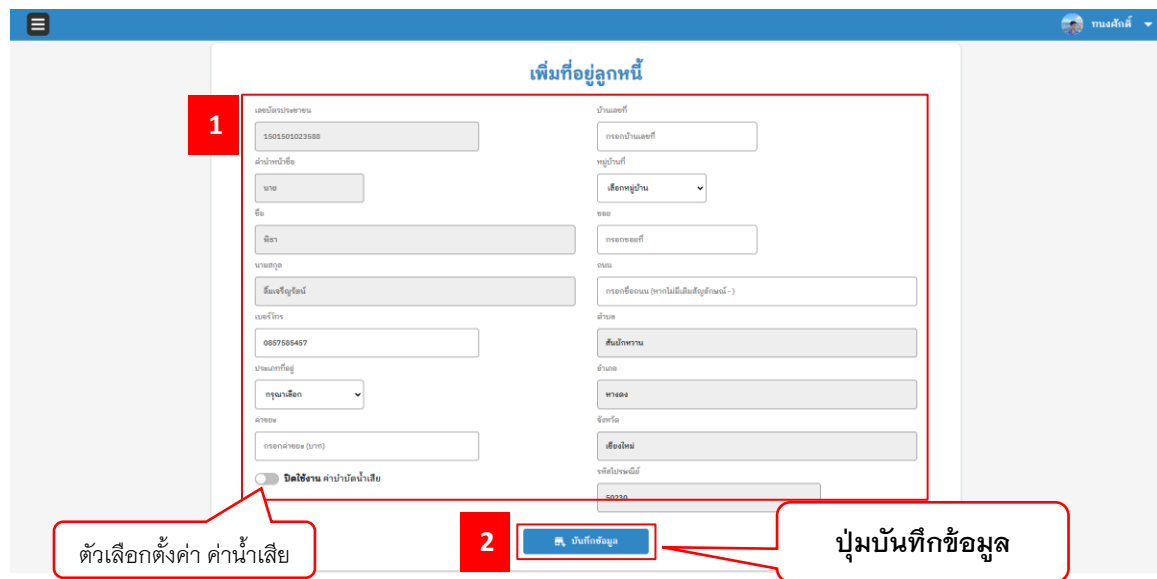 ทนงศักดิ์
เพิ่มที่อยู่ลูกหนี้
1
เลขบัตรประชาชน
1501501023588
คำนำหน้าชื่อ
นาย
ชื่อ
พิธา
นามสกุล
ลิ้มเจริญรัตน์
เบอร์โทร
0857585457
ประเภทที่อยู่
กรุณาเลือก
ค่าขยะ
กรอกค่าขยะ (บาท)
ปิดใช้งาน ค่าบำบัดน้ำเสีย
บ้านเลขที่
กรอกบ้านเลขที่
หมู่บ้านที่
เลือกหมู่บ้าน
ซอย
กรอกซอยที่
ถนน
กรอกชื่อถนน (หากไม่มีเติมสัญลักษณ์ - )
ตำบล
สันผักหวาน
อำเภอ
หางดง
จังหวัด
เชียงใหม่
รหัสไปรษณีย์
50230
ตัวเลือกตั้งค่า ค่าน้ำเสีย
2
บันทึกข้อมูล
ปุ่มบันทึกข้อมูล